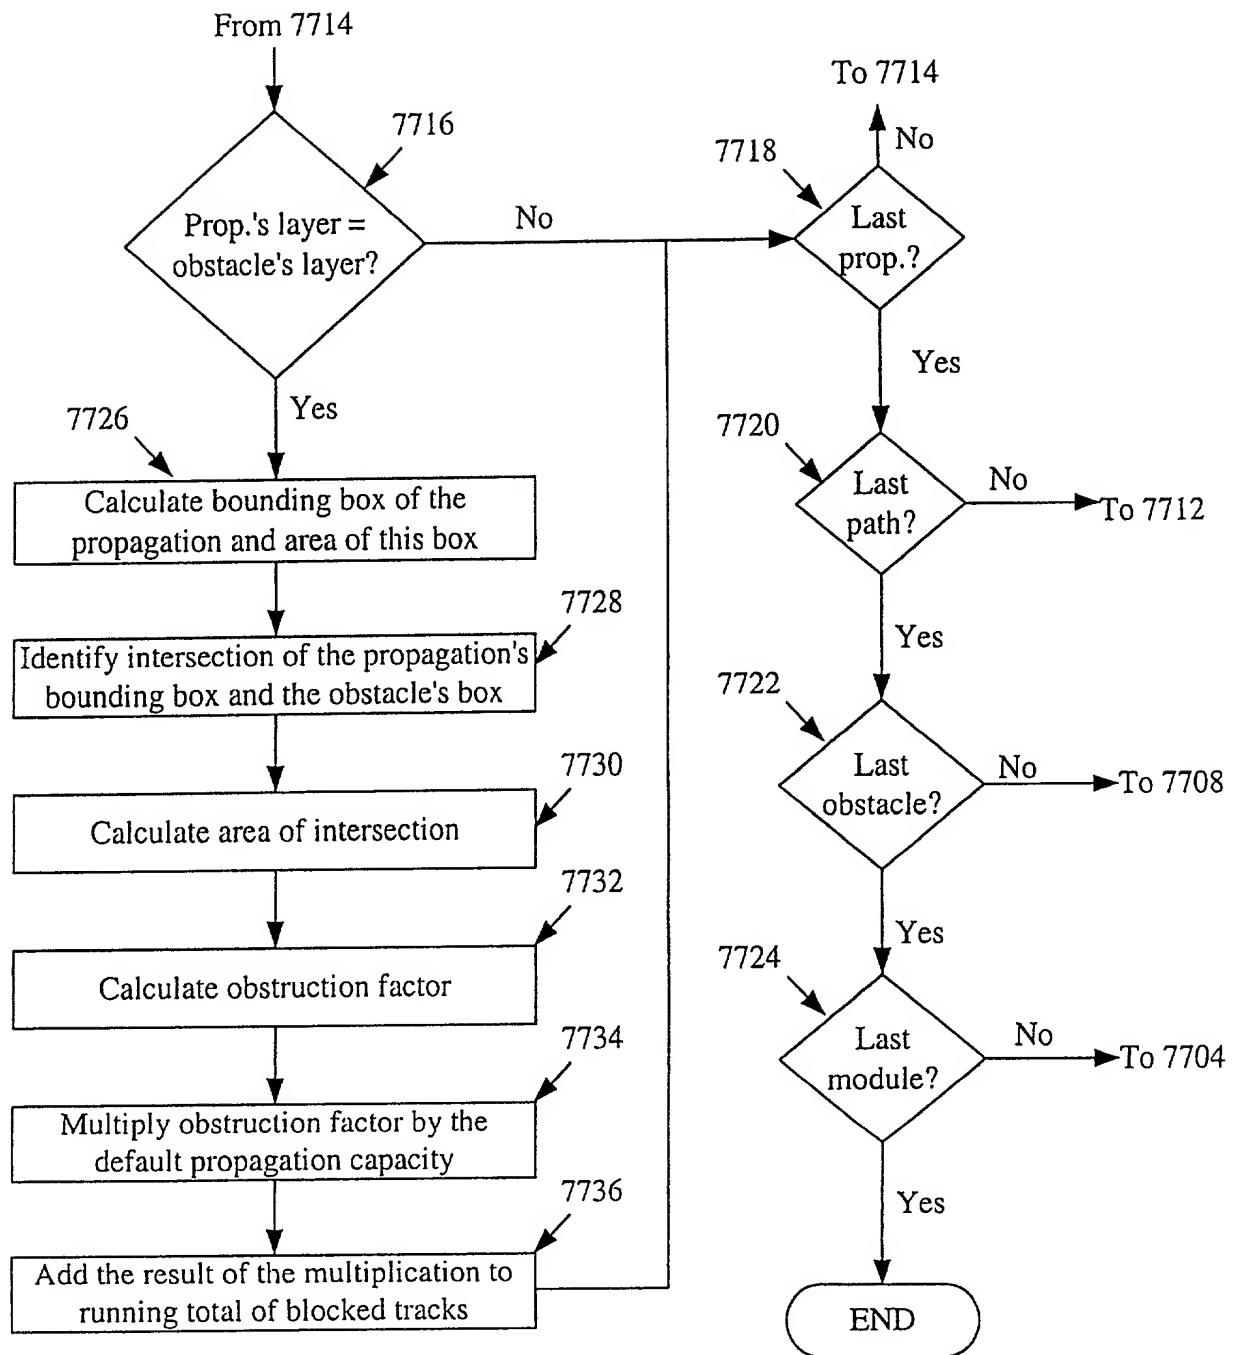 From 7714
7716
Prop.'s layer =
obstacle's layer?
No
Yes
7726
Calculate bounding box of the
propagation and area of this box
7728
Identify intersection of the propagation's
bounding box and the obstacle's box
7730
Calculate area of intersection
7732
Calculate obstruction factor
7734
Multiply obstruction factor by the
default propagation capacity
7736
Add the result of the multiplication to
running total of blocked tracks
To 7714
No
7718
Last
prop.?
Yes
7720
Last
path?
No
To 7712
Yes
7722
Last
obstacle?
No
To 7708
Yes
7724
Last
module?
No
To 7704
Yes
END